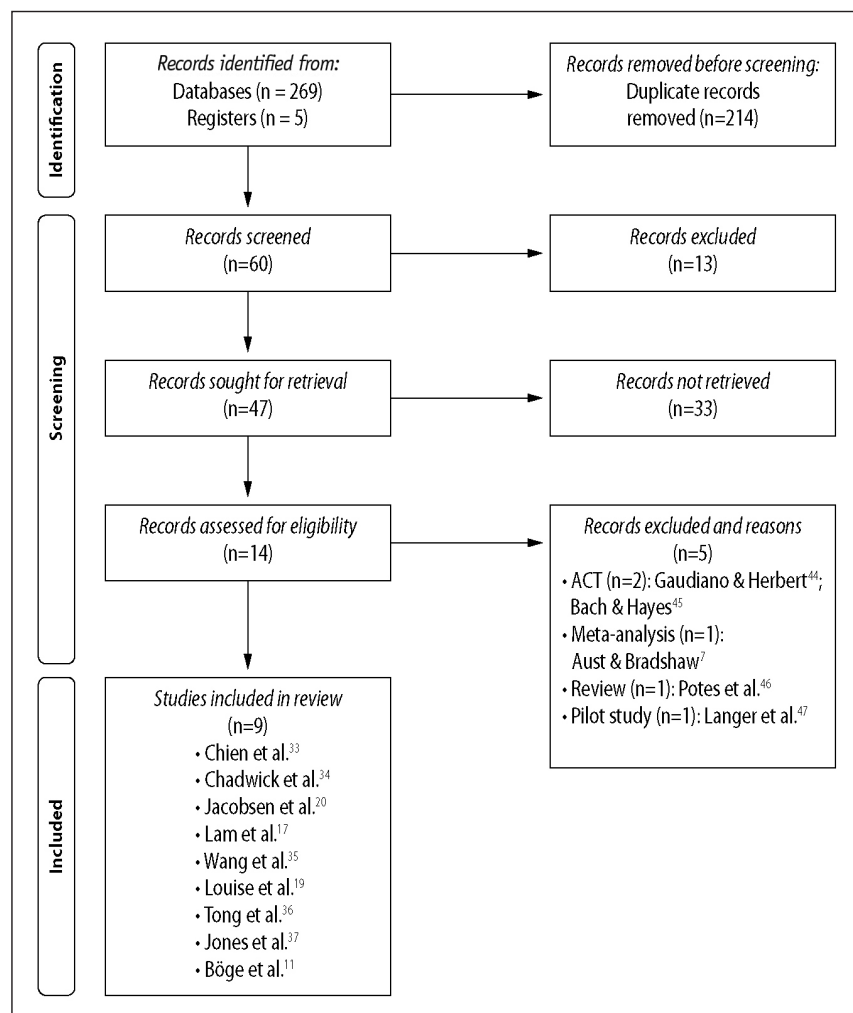 Identification
Records identified from:
Databases (n = 269)
Registers (n = 5)
Records removed before screening:
Duplicate records
removed (n=214)
Screening
Records screened
(n=60)
Records excluded
(n=13)
Records sought for retrieval
(n=47)
Records not retrieved
(n=33)
Records assessed for eligibility
(n=14)
Records excluded and reasons
(n=5)
• ACT (n=2): Gaudiano & Herbert⁴⁴;
Bach & Hayes⁴⁵
• Meta-analysis (n=1):
Aust & Bradshaw⁷
• Review (n=1): Potes et al.⁴⁶
• Pilot study (n=1): Langer et al.⁴⁷
Included
Studies included in review
(n=9)
• Chien et al.³³
• Chadwick et al.³⁴
• Jacobsen et al.²⁰
• Lam et al.¹⁷
• Wang et al.³⁵
• Louise et al.¹⁹
• Tong et al.³⁶
• Jones et al.³⁷
• Böge et al.¹¹